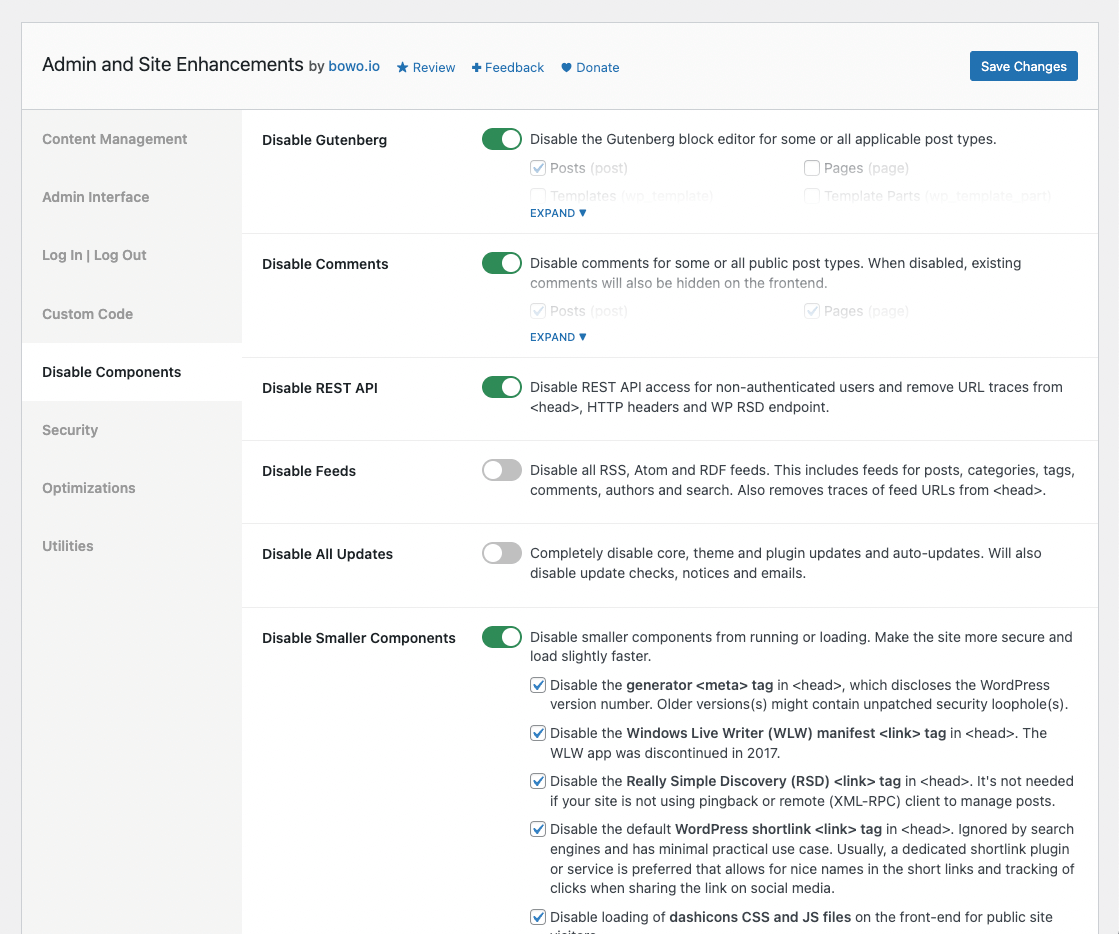 Admin and Site Enhancements by bowo.io Review Feedback Donate
Save Changes
Content Management
Admin Interface
Log In | Log Out
Custom Code
Disable Components
Security
Optimizations
Utilities
Disable Gutenberg
Disable the Gutenberg block editor for some or all applicable post types.
Posts (post)
Pages (page)
Templates (wp_template)
Template Parts (wp_template_part)
EXPAND ▼
Disable Comments
Disable comments for some or all public post types. When disabled, existing
comments will also be hidden on the frontend.
Posts (post)
Pages (page)
EXPAND ▼
Disable REST API
Disable REST API access for non-authenticated users and remove URL traces from
<head>, HTTP headers and WP RSD endpoint.
Disable Feeds
Disable all RSS, Atom and RDF feeds. This includes feeds for posts, categories, tags,
comments, authors and search. Also removes traces of feed URLs from <head>.
Disable All Updates
Completely disable core, theme and plugin updates and auto-updates. Will also
disable update checks, notices and emails.
Disable Smaller Components
Disable smaller components from running or loading. Make the site more secure and
load slightly faster.
Disable the generator <meta> tag in <head>, which discloses the WordPress
version number. Older versions(s) might contain unpatched security loophole(s).
Disable the Windows Live Writer (WLW) manifest <link> tag in <head>. The
WLW app was discontinued in 2017.
Disable the Really Simple Discovery (RSD) <link> tag in <head>. It's not needed
if your site is not using pingback or remote (XML-RPC) client to manage posts.
Disable the default WordPress shortlink <link> tag in <head>. Ignored by search
engines and has minimal practical use case. Usually, a dedicated shortlink plugin
or service is preferred that allows for nice names in the short links and tracking of
clicks when sharing the link on social media.
Disable loading of dashicons CSS and JS files on the front-end for public site